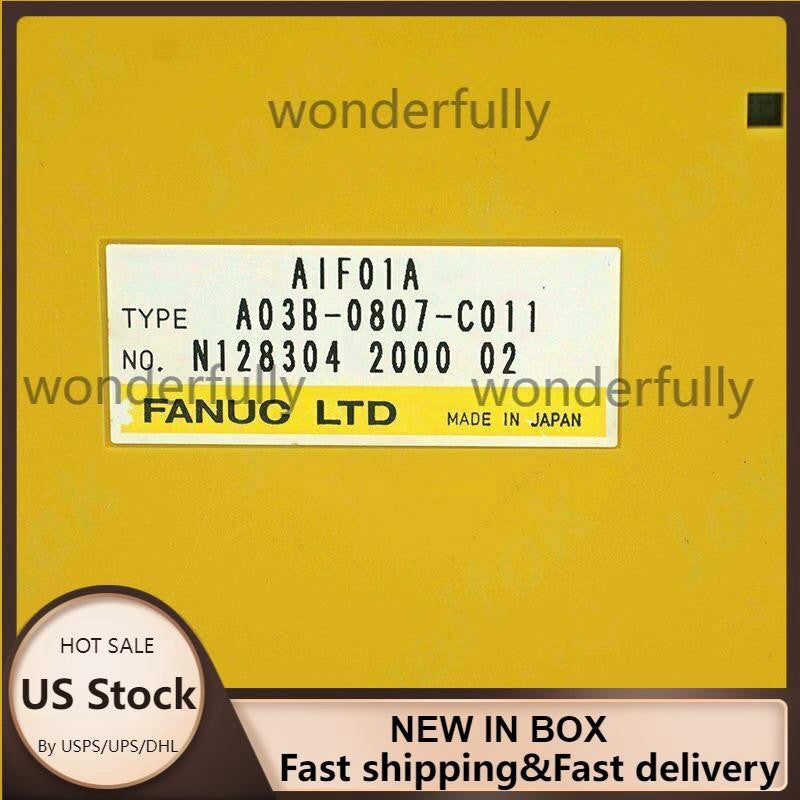 wonderfully
AIF01A
TYPE A03B-0807-C011
NO. N128304 2000 02
wonderfully wonderfully
FANUC LTD MADE IN JAPAN
HOT SALE
US Stock
By USPS/UPS/DHL
NEW IN BOX
Fast shipping&Fast delivery